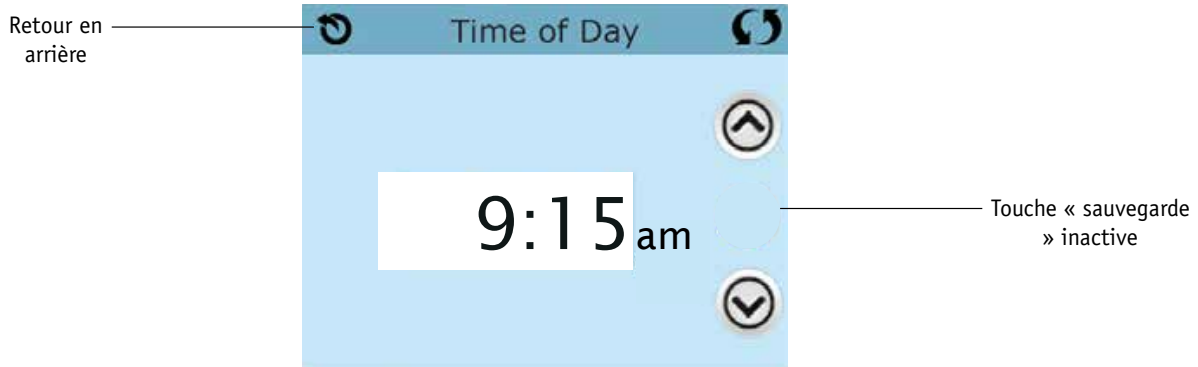 Retour en
arrière
Time of Day
9:15 am
Touche « sauvegarde
» inactive